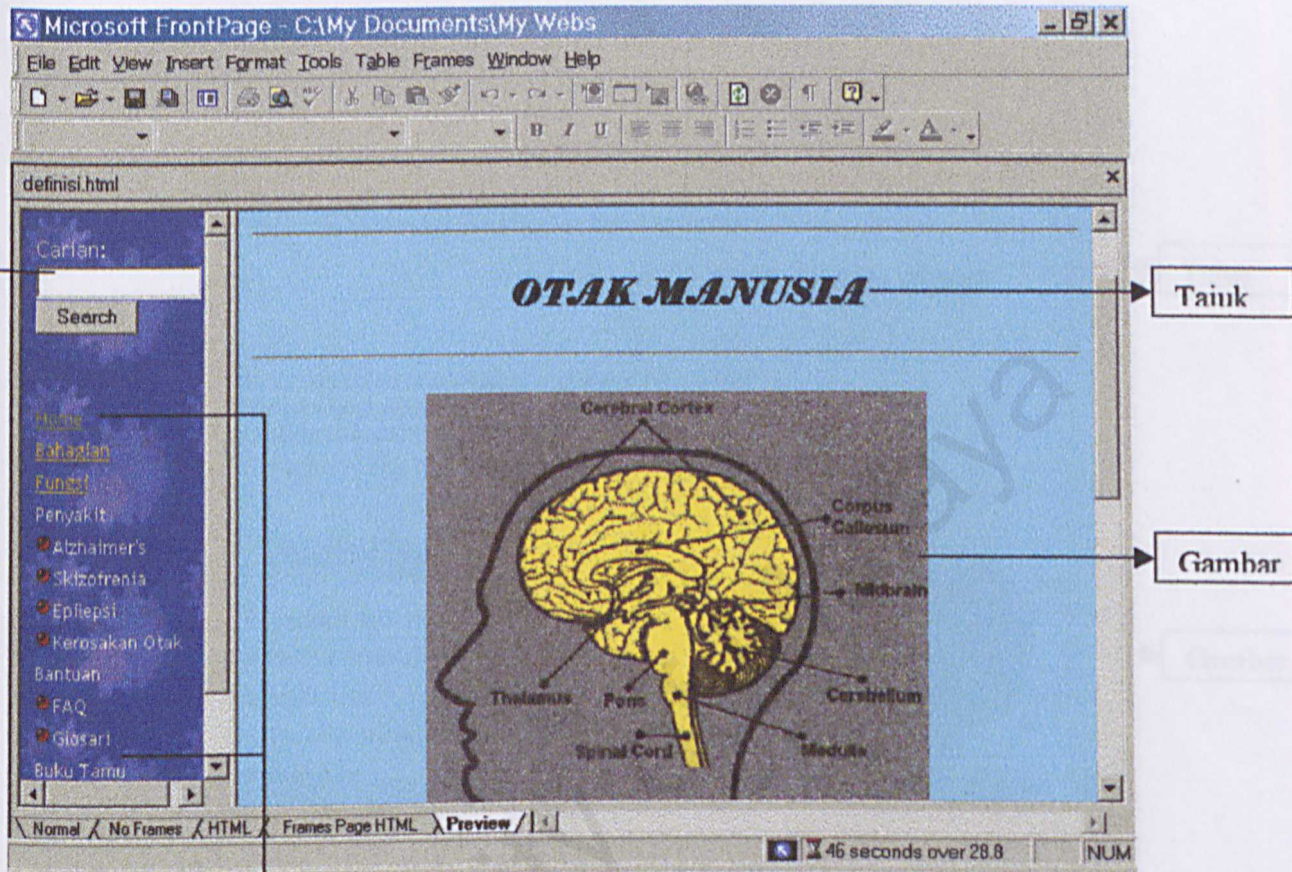 Microsoft FrontPage - C:\My Documents\My Webs
File Edit View Insert Format Tools Table Frames Window Help
B I U
definisi.html
Carian:
Search
Home
Bahagian
Fungsi
Penyakit
Alzhaimer's
Skizofrenia
Epilepsi
Kerosakan Otak
Bantuan
FAQ
Glosari
Buku Tamu
OTAK MANUSIA
Cerebral Cortex
Corpus
Callosum
Midbrain
Thalamus
Pons
Cerebellum
Spinal Cord
Medulla
Tajuk
Gambar
Normal No Frames HTML Frames Page HTML Preview
46 seconds over 28.8 NUM